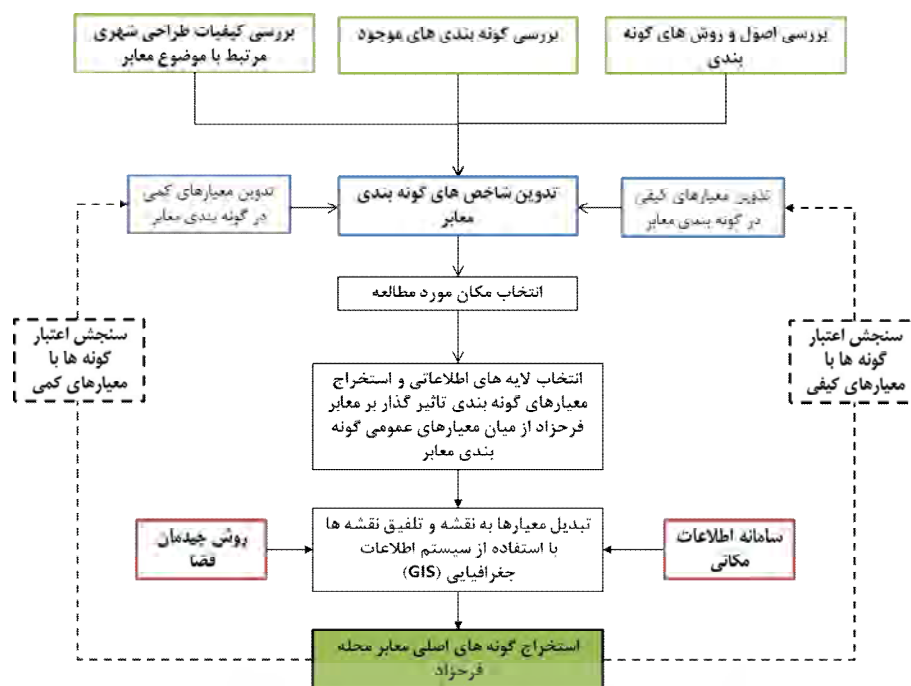 بررسی اصول و روش های گونه
بندی
بررسی گونه بندی های موجود
بررسی کیفیات طراحی شهری
مرتبط با موضوع معابر
تدوین معیارهای کیفی
در گونه بندی معابر
تدوین شاخص های گونه بندی
معابر
تدوین معیارهای کمی
در گونه بندی معابر
انتخاب مکان مورد مطالعه
سنجش اعتبار
گونه ها با
معیارهای کیفی
سنجش اعتبار
گونه ها با
معیارهای کمی
انتخاب لایه های اطلاعاتی و استخراج
معیارهای گونه بندی تاثیر گذار بر معابر
فرحزاد از میان معیارهای عمومی گونه
بندی معابر
سامانه اطلاعات
مکانی
تبدیل معیارها به نقشه و تلفیق نقشه ها
با استفاده از سیستم اطلاعات
جغرافیایی (GIS)
روش چیدمان
فضا
استخراج گونه های اصلی معابر محله
فرحزاد